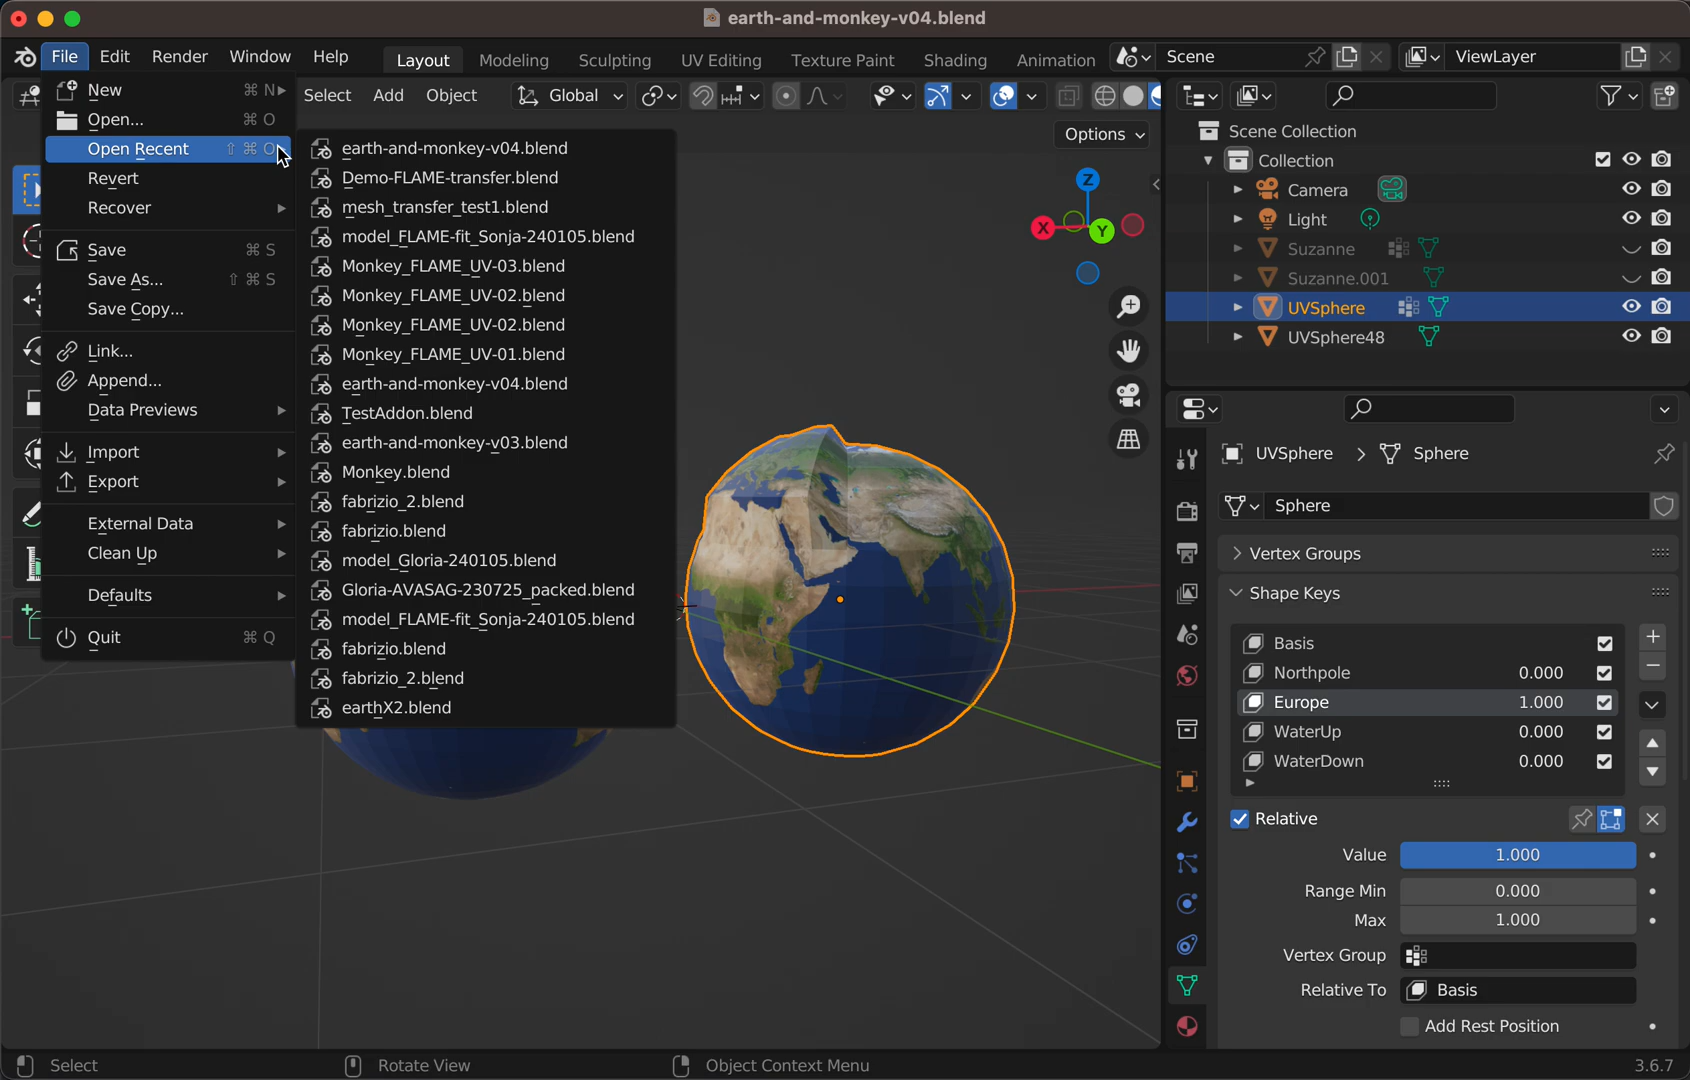 earth-and-monkey-v04.blend
File Edit Render Window Help Layout Modeling Sculpting UV Editing Texture Paint Shading Animation Scene ViewLayer
New ⌘ N
Select Add Object Global
Open... ⌘ O
Open Recent ⇧ ⌘ O
Revert
Recover
Save ⌘ S
Save As... ⇧ ⌘ S
Save Copy...
Link...
Append...
Data Previews
Import
Export
External Data
Clean Up
Defaults
Quit ⌘ Q
earth-and-monkey-v04.blend
Demo-FLAME-transfer.blend
mesh_transfer_test1.blend
model_FLAME-fit_Sonja-240105.blend
Monkey_FLAME_UV-03.blend
Monkey_FLAME_UV-02.blend
Monkey_FLAME_UV-02.blend
Monkey_FLAME_UV-01.blend
earth-and-monkey-v04.blend
TestAddon.blend
earth-and-monkey-v03.blend
Monkey.blend
fabrizio_2.blend
fabrizio.blend
model_Gloria-240105.blend
Gloria-AVASAG-230725_packed.blend
model_FLAME-fit_Sonja-240105.blend
fabrizio.blend
fabrizio_2.blend
earthX2.blend
Options
Z
X
Y
Scene Collection
Collection
Camera
Light
Suzanne
Suzanne.001
UVSphere
UVSphere48
UVSphere Sphere
Sphere
Vertex Groups
Shape Keys
Basis
Northpole 0.000
Europe 1.000
WaterUp 0.000
WaterDown 0.000
Relative
Value 1.000
Range Min 0.000
Max 1.000
Vertex Group
Relative To Basis
Add Rest Position
Select Rotate View Object Context Menu 3.6.7